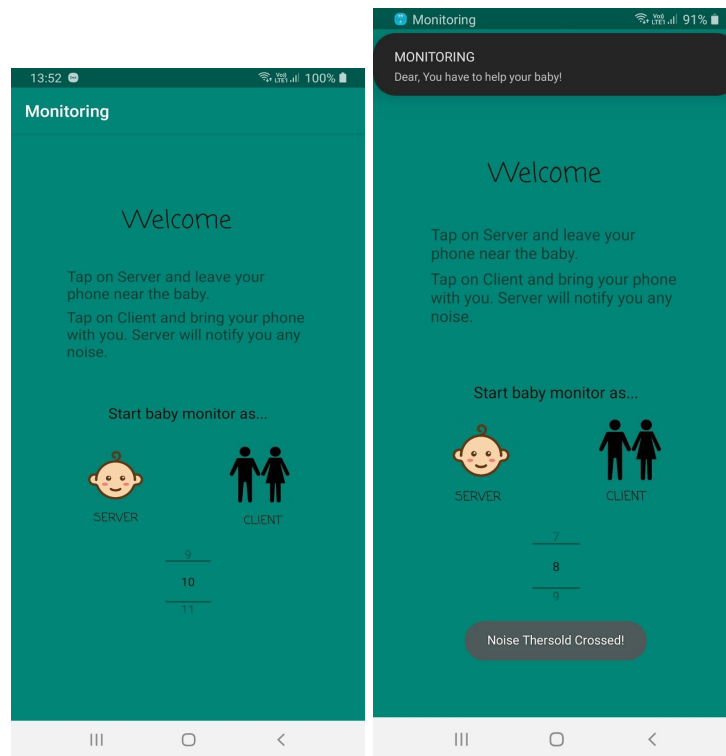 13:52
100%
Monitoring
Welcome
Tap on Server and leave your
phone near the baby.
Tap on Client and bring your phone
with you. Server will notify you any
noise.
Start baby monitor as...
SERVER
CLIENT
9
10
11
Monitoring
91%
MONITORING
Dear, You have to help your baby!
Welcome
Tap on Server and leave your
phone near the baby.
Tap on Client and bring your phone
with you. Server will notify you any
noise.
Start baby monitor as...
SERVER
CLIENT
7
8
9
Noise Thersold Crossed!